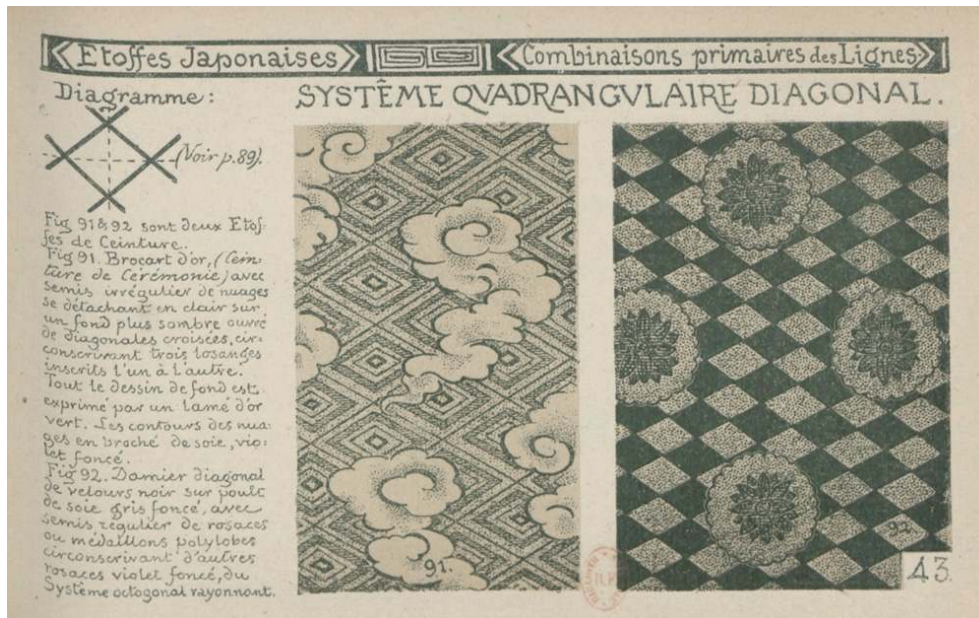 Etoffes Japonaises
Combinaisons primaires des Lignes
Diagramme :
SYSTÊME QVADRANGVLAIRE DIAGONAL.
(Voir p.89).
Fig 91 & 92 sont deux Etof-
fes de Ceinture.
Fig 91. Brocart d'or, (Cein-
ture de Cerémonie) avec
semis irrégulier de nuages
se détachant en clair sur
un fond plus sombre ouvré
de diagonales croisées, cir-
conscrivant trois losanges
inscrits l'un à l'autre.
Tout le dessin de fond est
exprimé par un lamé d'or
vert. Les contours des nua-
ges en broché de soie, vio-
let foncé.
Fig 92. Damier diagonal
de velours noir sur poult
de soie gris foncé, avec
semis régulier de rosaces
ou médaillons polylobes
circonscrivant d'autres
rosaces violet foncé, du
Système octogonal rayonnant.
91.
92
43